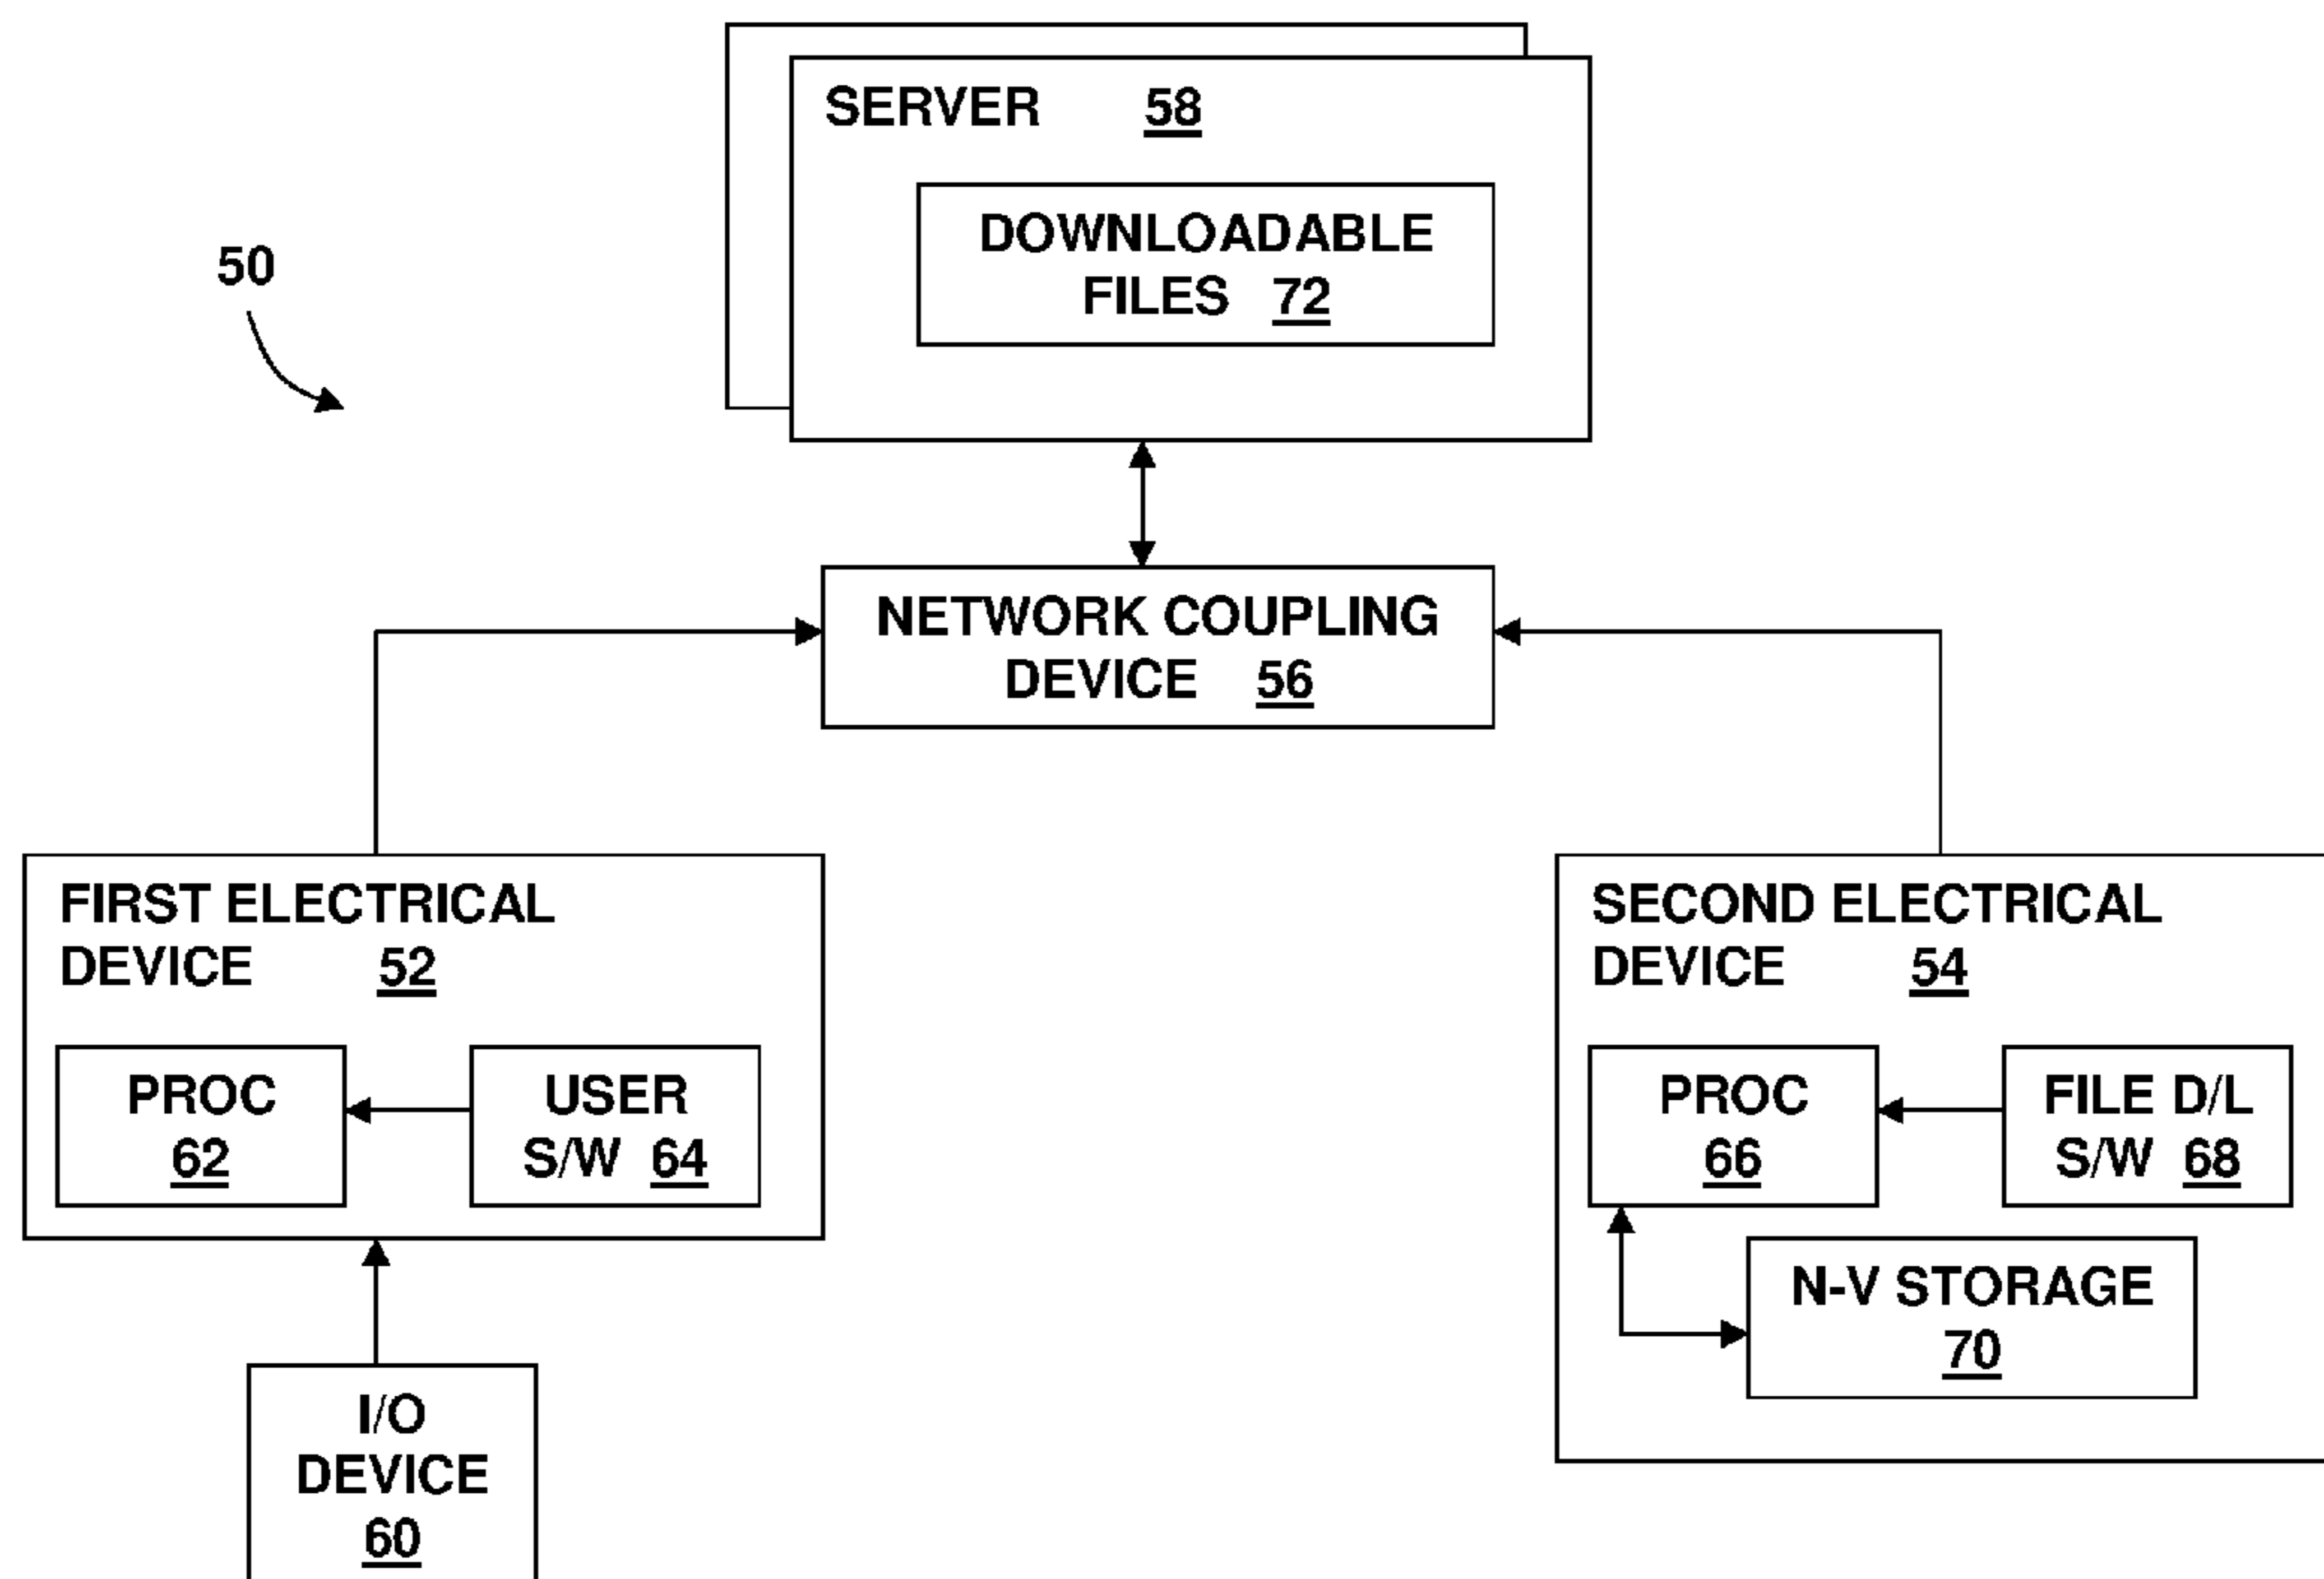 SERVER 58
DOWNLOADABLE
FILES 72
50
NETWORK COUPLING
DEVICE 56
FIRST ELECTRICAL
DEVICE 52
PROC
62
USER
S/W 64
SECOND ELECTRICAL
DEVICE 54
PROC
66
FILE D/L
S/W 68
N-V STORAGE
70
I/O
DEVICE
60